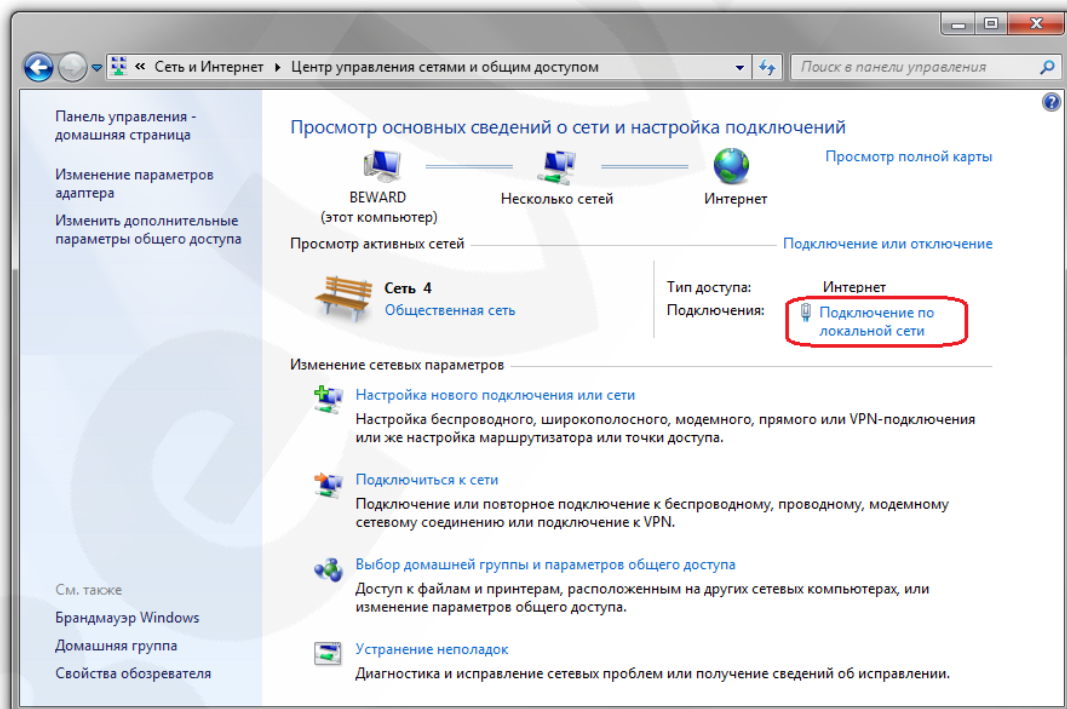 « Сеть и Интернет ▸ Центр управления сетями и общим доступом
Поиск в панели управления
Панель управления -
домашняя страница
Изменение параметров
адаптера
Изменить дополнительные
параметры общего доступа
См. также
Брандмауэр Windows
Домашняя группа
Свойства обозревателя
Просмотр основных сведений о сети и настройка подключений
Просмотр полной карты
BEWARD
(этот компьютер)
Несколько сетей
Интернет
Просмотр активных сетей
Подключение или отключение
Сеть 4
Общественная сеть
Тип доступа: Интернет
Подключения: Подключение по
локальной сети
Изменение сетевых параметров
Настройка нового подключения или сети
Настройка беспроводного, широкополосного, модемного, прямого или VPN-подключения
или же настройка маршрутизатора или точки доступа.
Подключиться к сети
Подключение или повторное подключение к беспроводному, проводному, модемному
сетевому соединению или подключение к VPN.
Выбор домашней группы и параметров общего доступа
Доступ к файлам и принтерам, расположенным на других сетевых компьютерах, или
изменение параметров общего доступа.
Устранение неполадок
Диагностика и исправление сетевых проблем или получение сведений об исправлении.